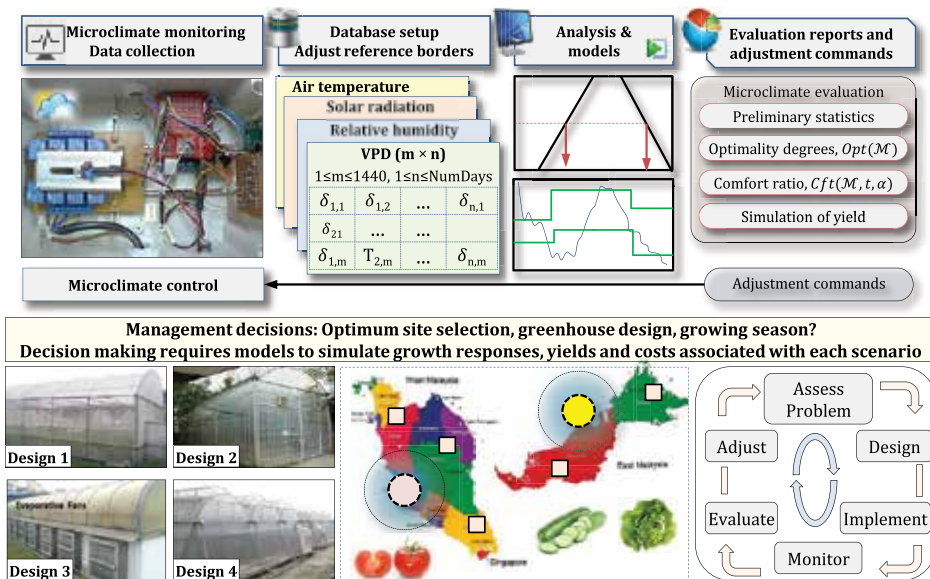 Microclimate monitoring
Data collection
Database setup
Adjust reference borders
Analysis &
models
Evaluation reports and
adjustment commands
Air temperature
Solar radiation
Relative humidity
VPD (m × n)
1≤m≤1440, 1≤n≤NumDays
δ1,1 δ1,2 ... δn,1
δ21 ... ...
δ1,m T2,m ... δn,m
Microclimate evaluation
Preliminary statistics
Optimality degrees, Opt(ℳ)
Comfort ratio, Cft(ℳ, t, α)
Simulation of yield
Microclimate control
Adjustment commands
Management decisions: Optimum site selection, greenhouse design, growing season?
Decision making requires models to simulate growth responses, yields and costs associated with each scenario
Design 1
Design 2
Evaporative Fans
Design 3
Design 4
West Malaysia
East Malaysia
Singapore
Assess
Problem
Adjust
Design
Evaluate
Implement
Monitor